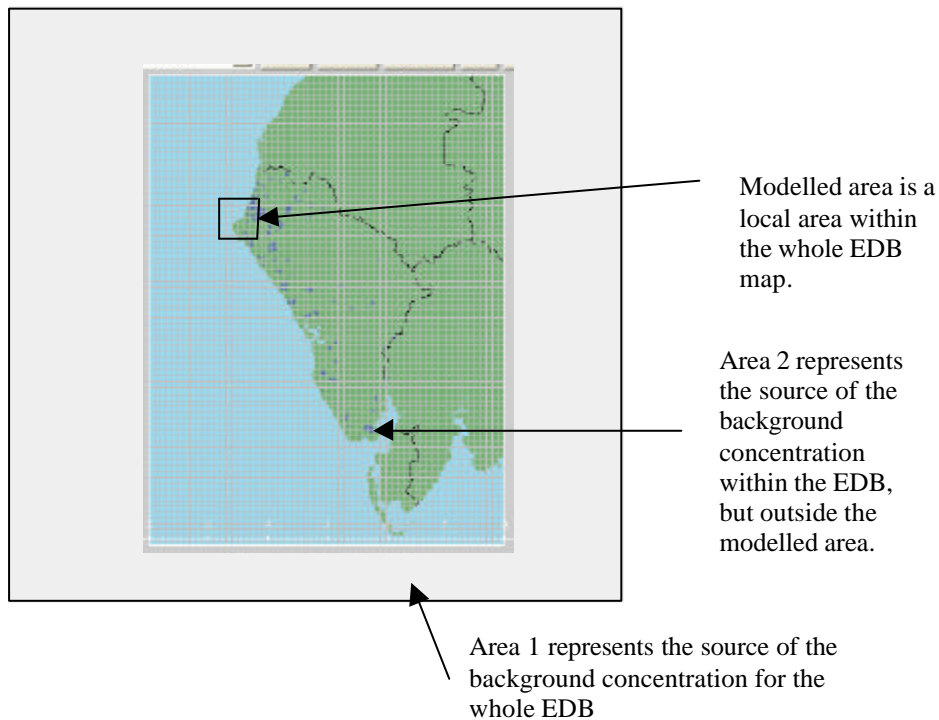 Modelled area is a
local area within
the whole EDB
map.
Area 2 represents
the source of the
background
concentration
within the EDB,
but outside the
modelled area.
Area 1 represents the source of the
background concentration for the
whole EDB